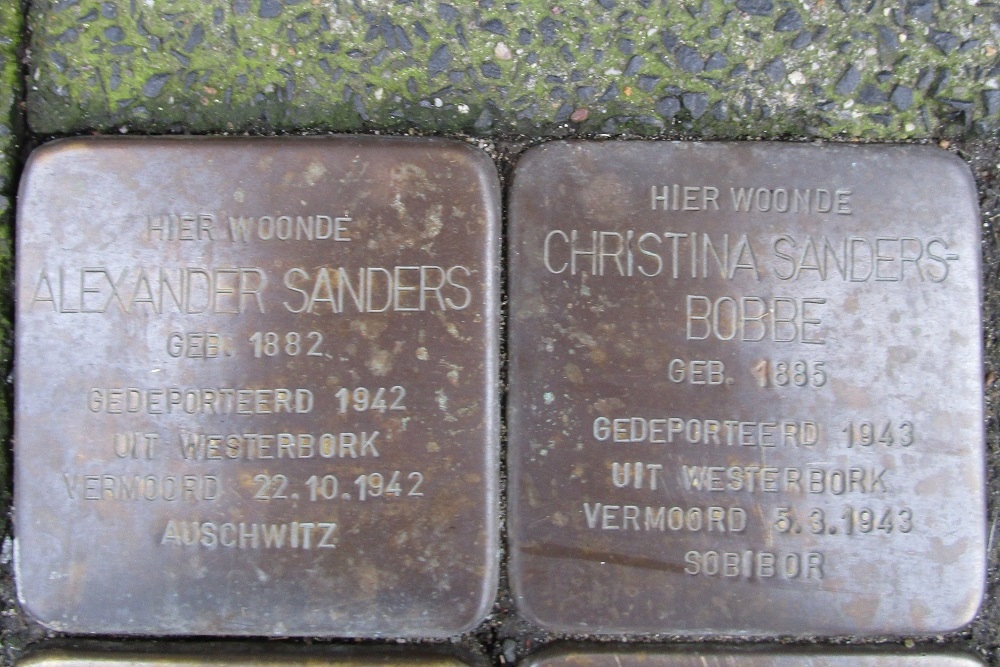 HIER WOONDE
ALEXANDER SANDERS
GEB. 1882
GEDEPORTEERD 1942
UIT WESTERBORK
VERMOORD 22.10.1942
AUSCHWITZ
HIER WOONDE
CHRISTINA SANDERS-
BOBBE
GEB. 1885
GEDEPORTEERD 1943
UIT WESTERBORK
VERMOORD 5.3.1943
SOBIBOR